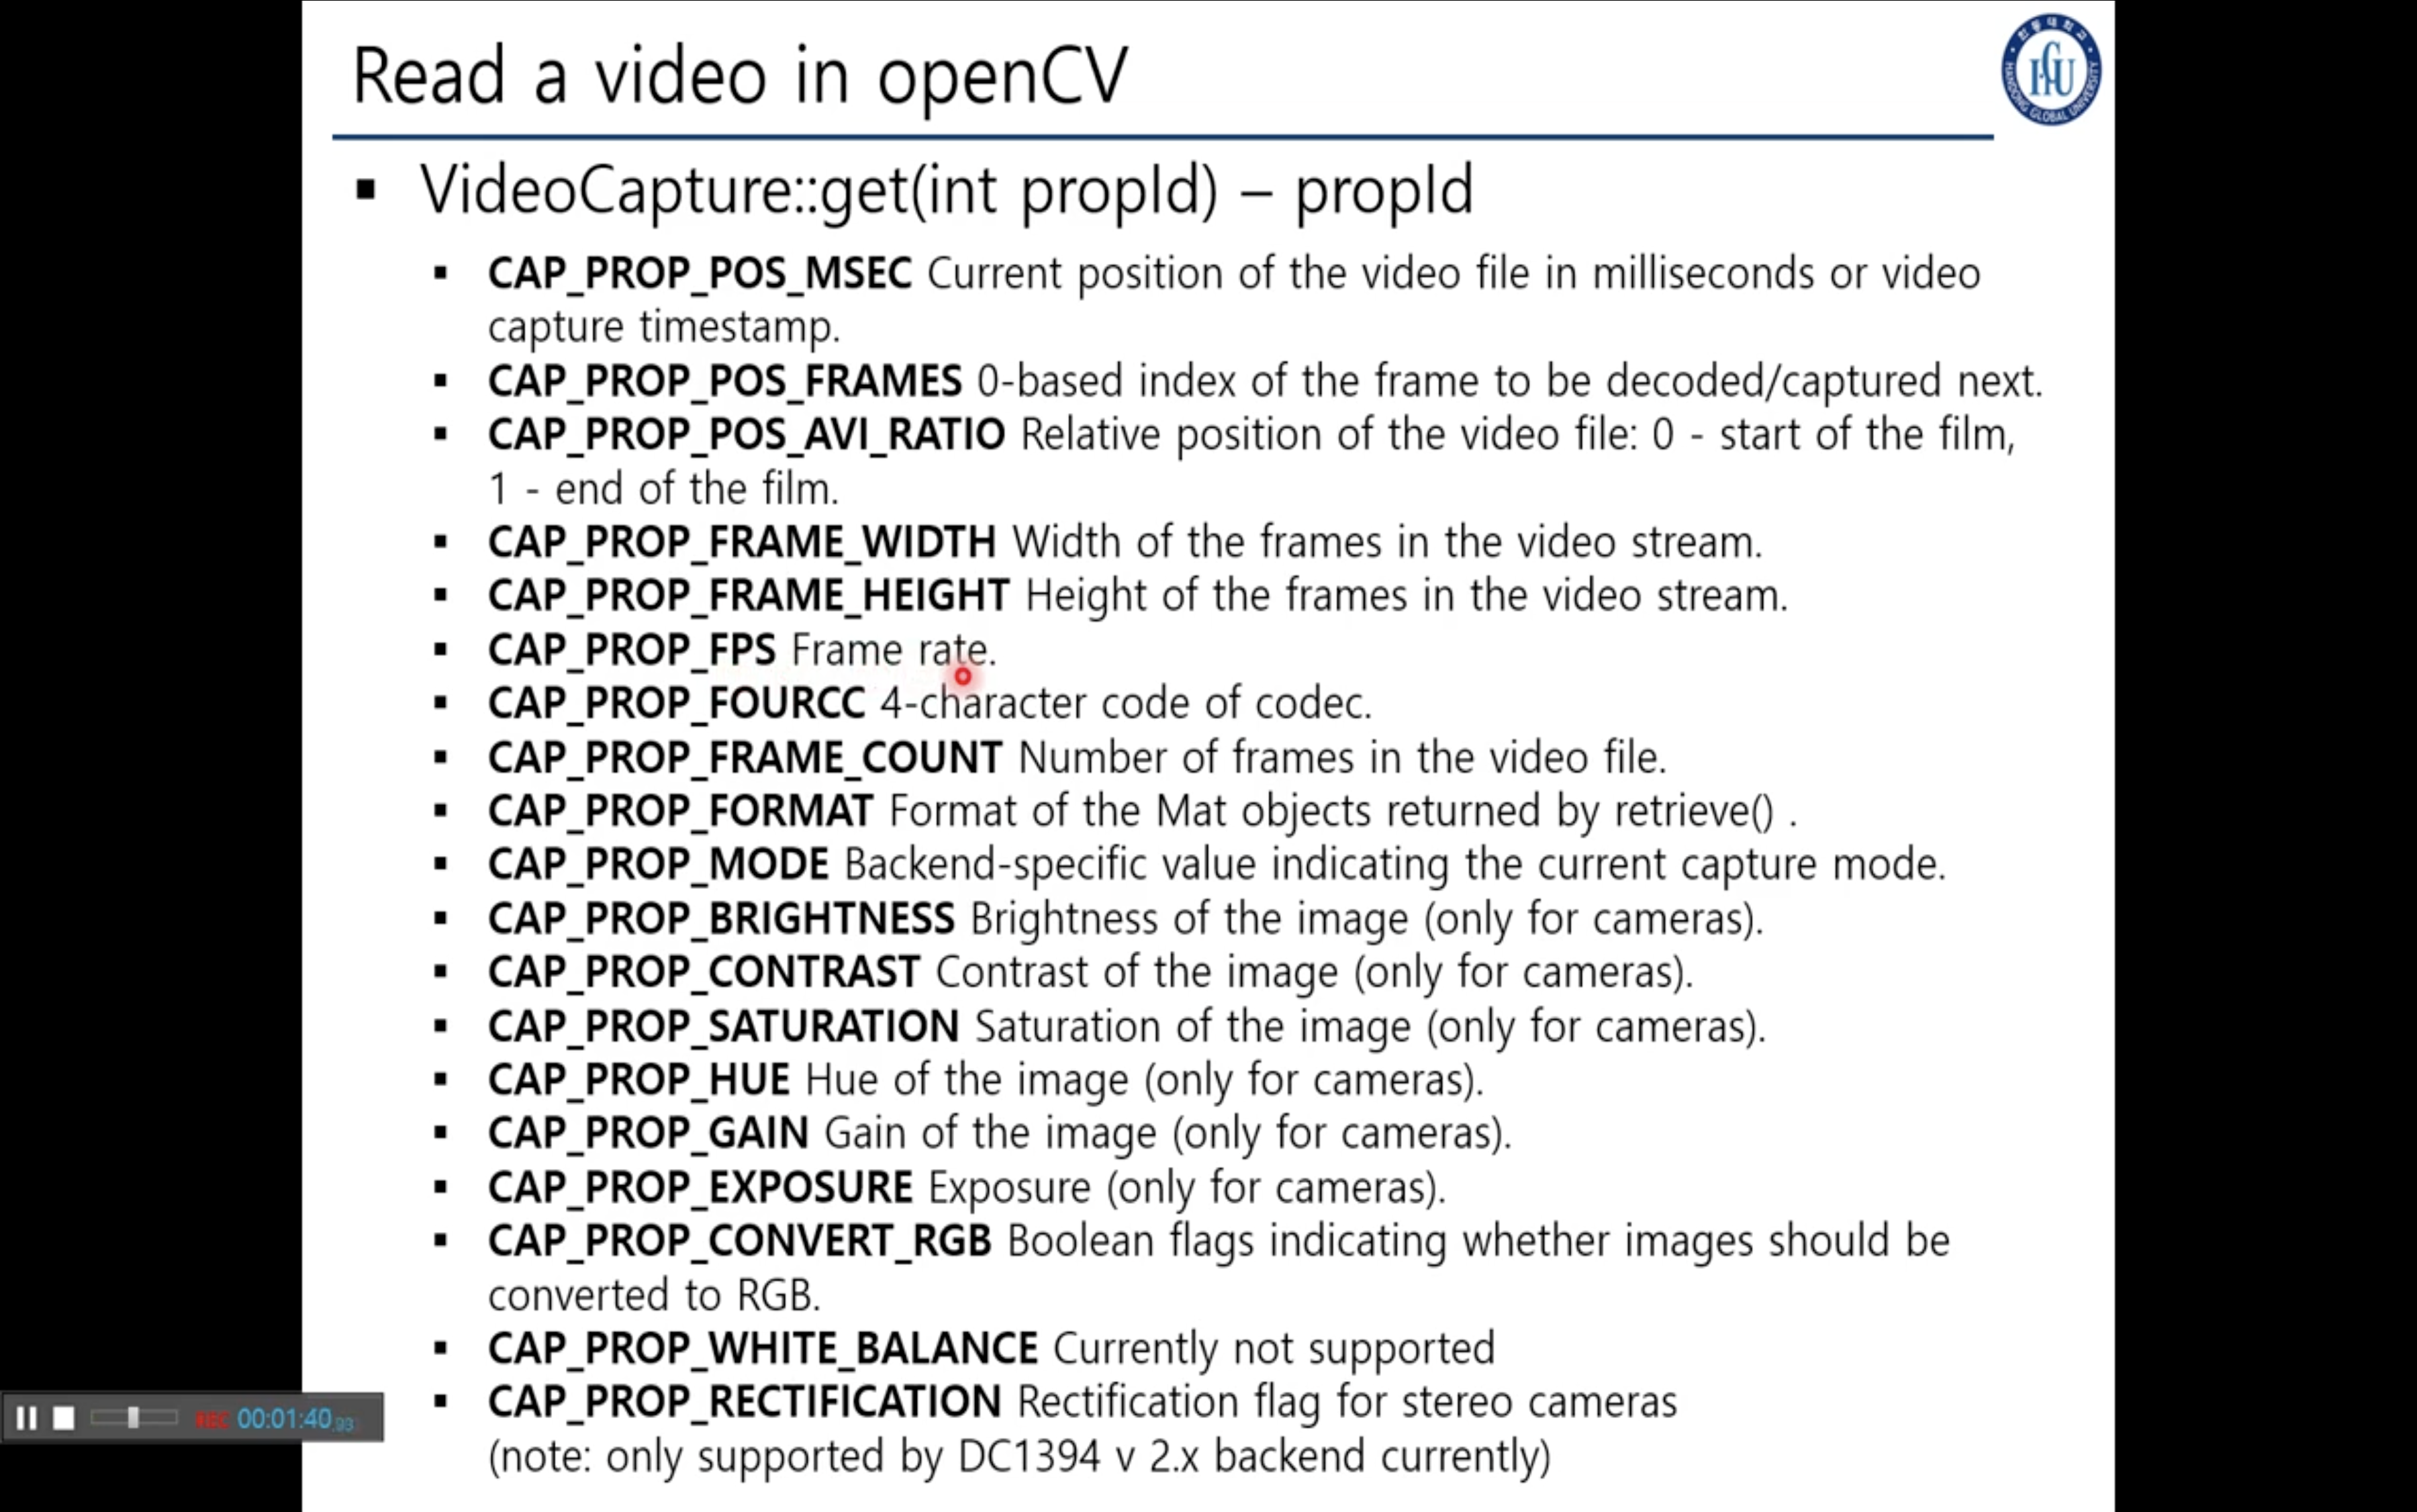 Read a video in openCV
한동대학교
HANDONG GLOBAL UNIVERSITY
HGU
▪ VideoCapture::get(int propId) – propId
▪ CAP_PROP_POS_MSEC Current position of the video file in milliseconds or video
capture timestamp.
▪ CAP_PROP_POS_FRAMES 0-based index of the frame to be decoded/captured next.
▪ CAP_PROP_POS_AVI_RATIO Relative position of the video file: 0 - start of the film,
1 - end of the film.
▪ CAP_PROP_FRAME_WIDTH Width of the frames in the video stream.
▪ CAP_PROP_FRAME_HEIGHT Height of the frames in the video stream.
▪ CAP_PROP_FPS Frame rate.
▪ CAP_PROP_FOURCC 4-character code of codec.
▪ CAP_PROP_FRAME_COUNT Number of frames in the video file.
▪ CAP_PROP_FORMAT Format of the Mat objects returned by retrieve() .
▪ CAP_PROP_MODE Backend-specific value indicating the current capture mode.
▪ CAP_PROP_BRIGHTNESS Brightness of the image (only for cameras).
▪ CAP_PROP_CONTRAST Contrast of the image (only for cameras).
▪ CAP_PROP_SATURATION Saturation of the image (only for cameras).
▪ CAP_PROP_HUE Hue of the image (only for cameras).
▪ CAP_PROP_GAIN Gain of the image (only for cameras).
▪ CAP_PROP_EXPOSURE Exposure (only for cameras).
▪ CAP_PROP_CONVERT_RGB Boolean flags indicating whether images should be
converted to RGB.
▪ CAP_PROP_WHITE_BALANCE Currently not supported
▪ CAP_PROP_RECTIFICATION Rectification flag for stereo cameras
(note: only supported by DC1394 v 2.x backend currently)
REC 00:01:40.93